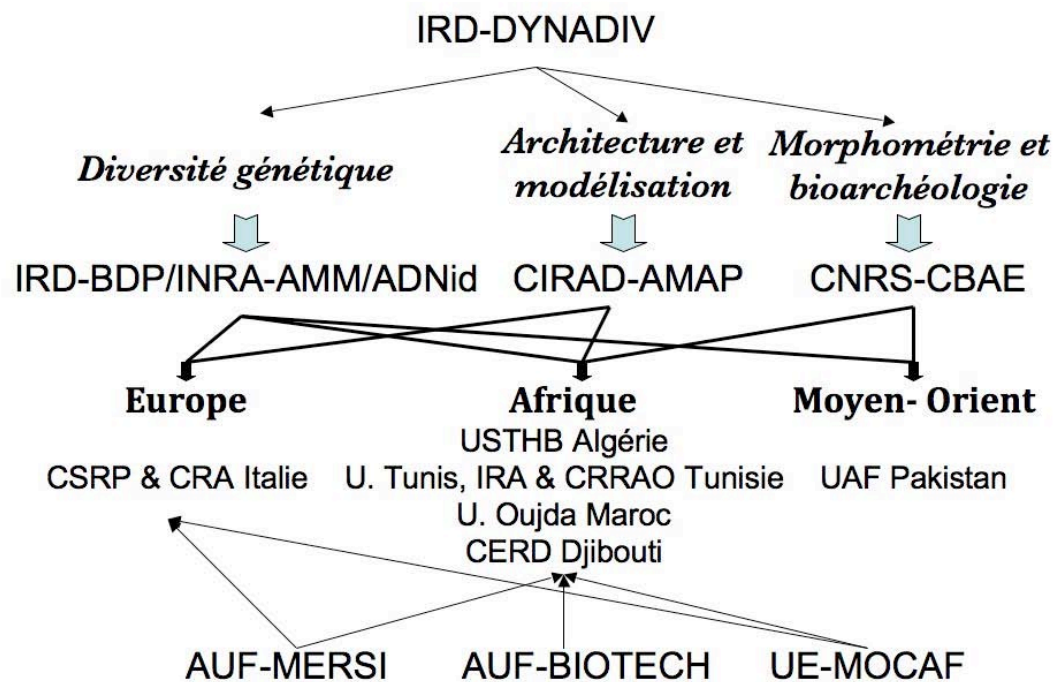 IRD-DYNADIV
Diversité génétique
Architecture et
modélisation
Morphométrie et
bioarchéologie
IRD-BDP/INRA-AMM/ADNid
CIRAD-AMAP
CNRS-CBAE
Europe
Afrique
Moyen- Orient
USTHB Algérie
CSRP & CRA Italie
U. Tunis, IRA & CRRAO Tunisie
UAF Pakistan
U. Oujda Maroc
CERD Djibouti
AUF-MERSI
AUF-BIOTECH
UE-MOCAF